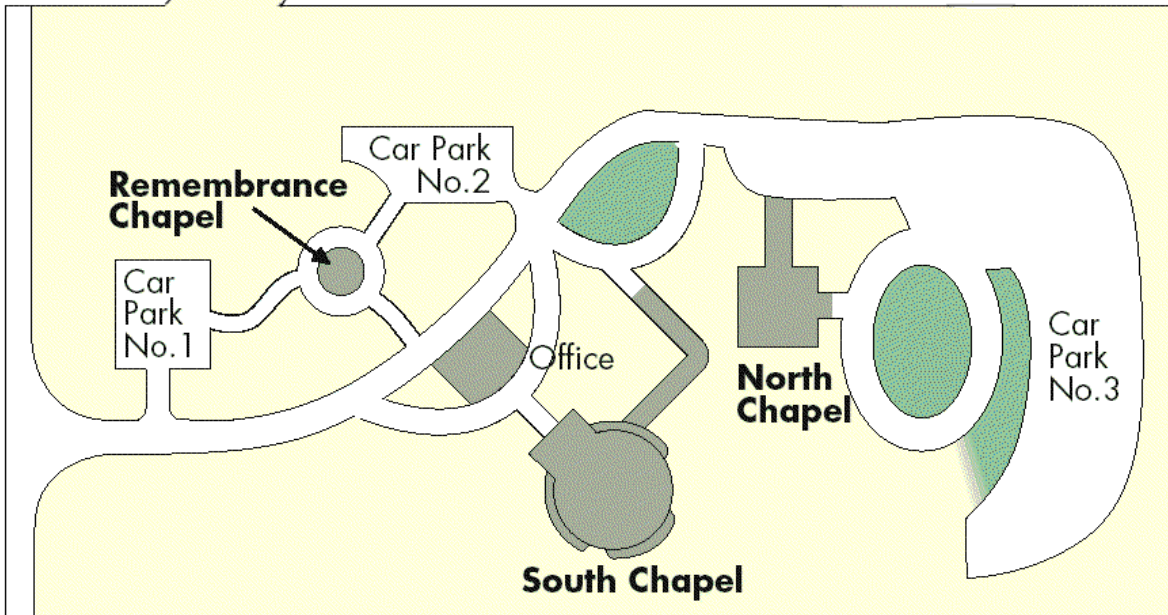 Car Park
No.2
Remembrance
Chapel
Car
Park
No.1
Office
Car
Park
No.3
North
Chapel
South Chapel